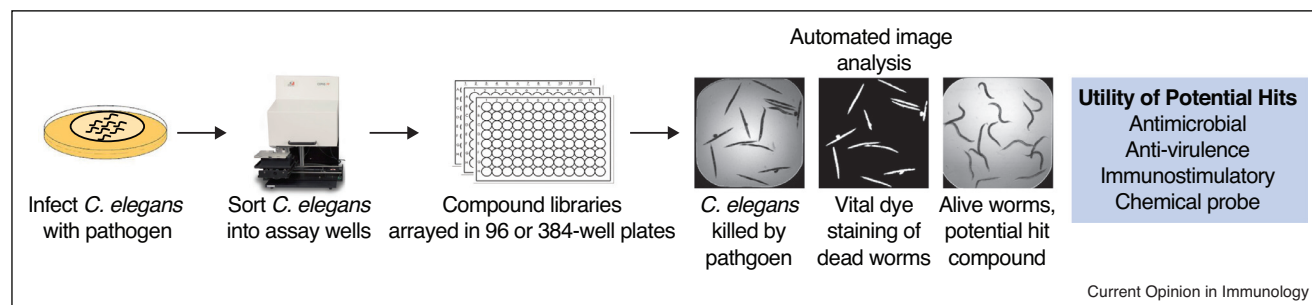 Infect C. elegans
with pathogen
Sort C. elegans
into assay wells
Compound libraries
arrayed in 96 or 384-well plates
Automated image
analysis
C. elegans
killed by
pathgoen
Vital dye
staining of
dead worms
Alive worms,
potential hit
compound
Utility of Potential Hits
Antimicrobial
Anti-virulence
Immunostimulatory
Chemical probe
Current Opinion in Immunology